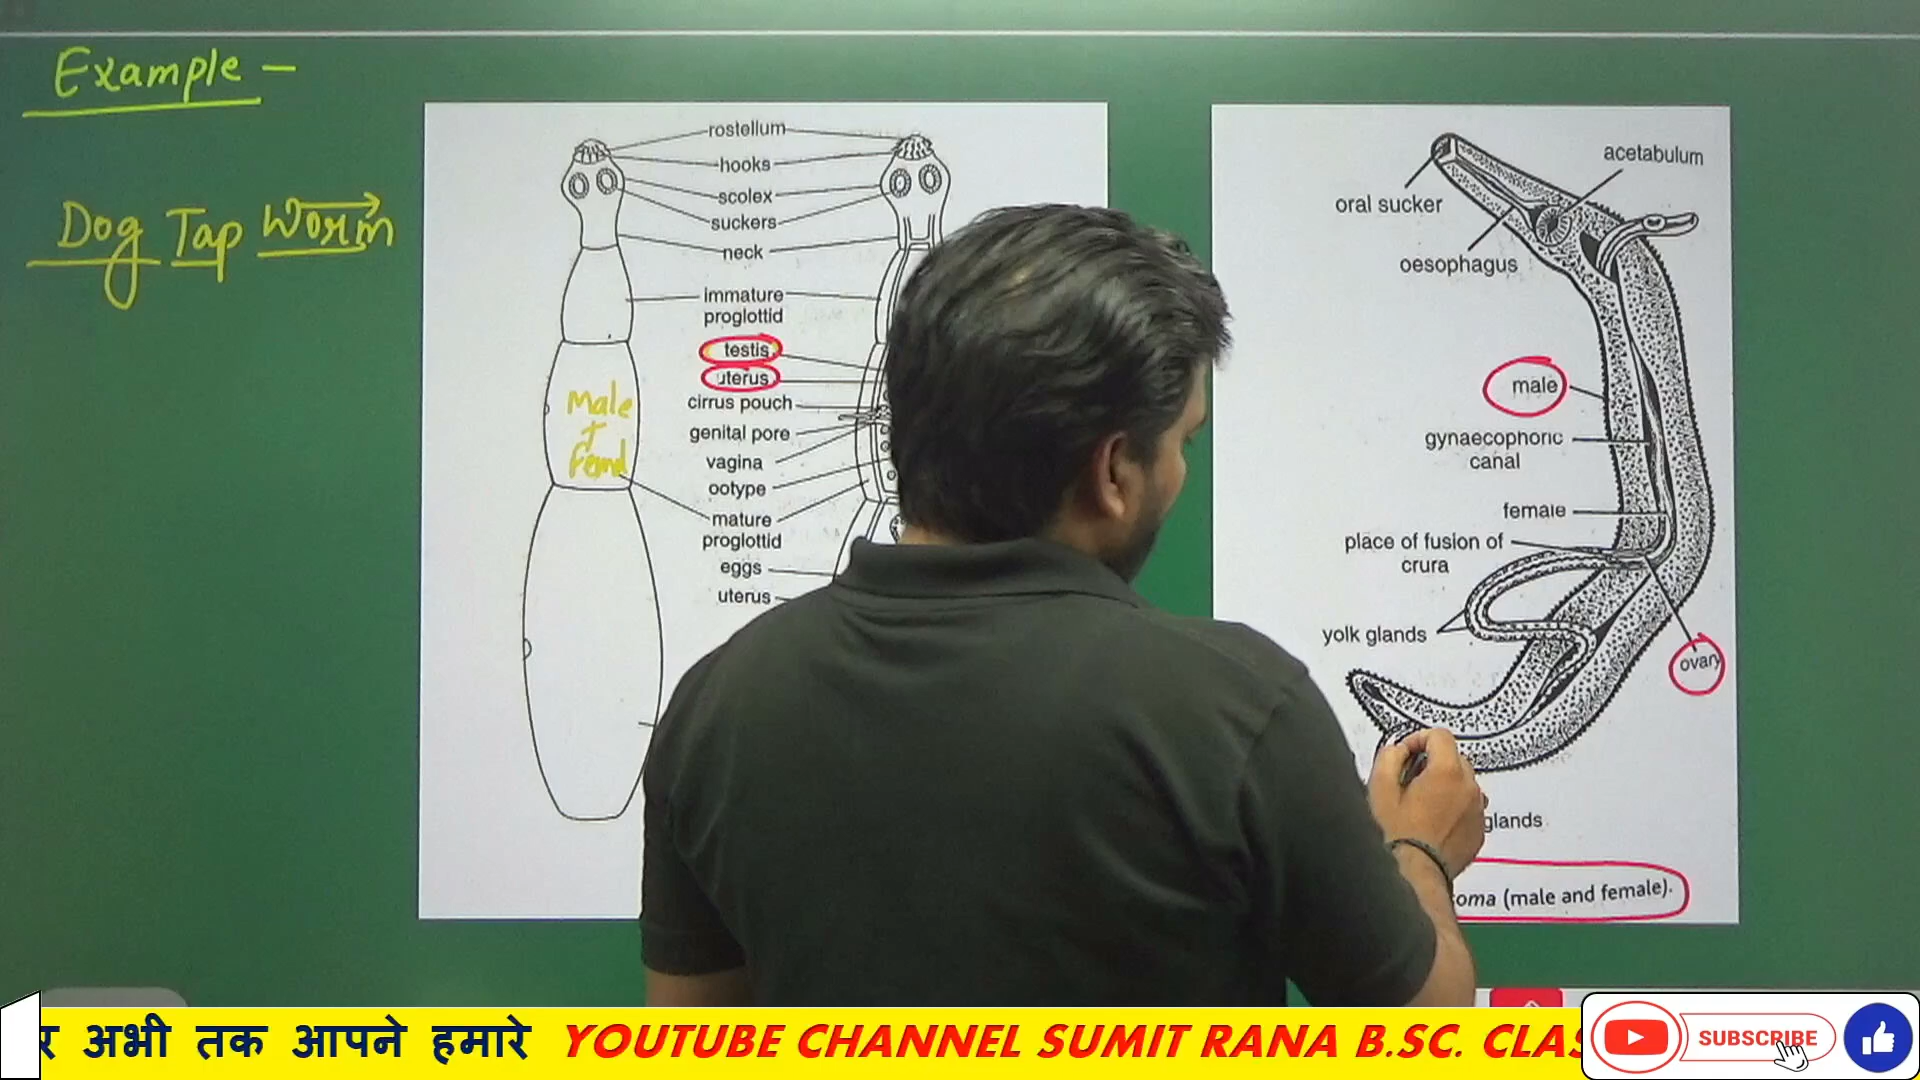 Example -
Dog Tap Worm
rostellum
hooks
scolex
suckers
neck
immature
proglottid
testis
uterus
cirrus pouch
genital pore
vagina
ootype
mature
proglottid
eggs
uterus
Male
+
Femal
acetabulum
oral sucker
oesophagus
male
gynaecophoric
canal
female
place of fusion of
crura
yolk glands
ovary
glands
oma (male and female).
र अभी तक आपने हमारे YOUTUBE CHANNEL SUMIT RANA B.SC. CLAS
SUBSCRIBE